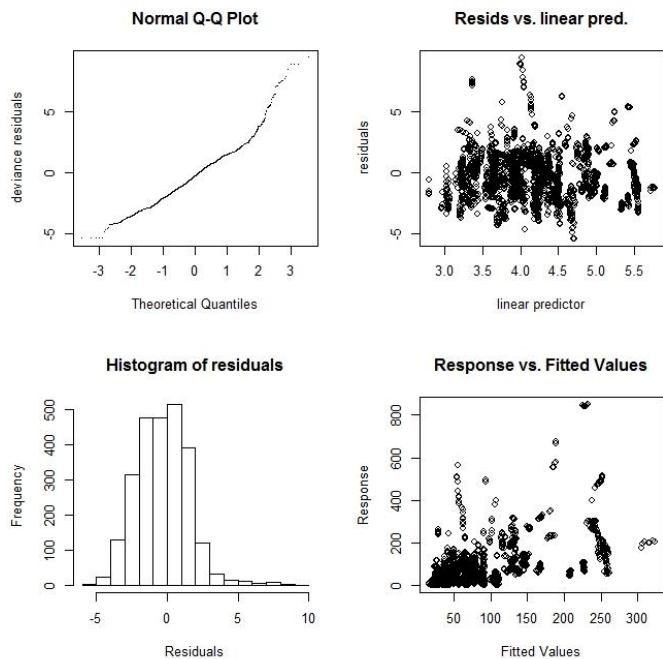 Normal Q-Q Plot
deviance residuals
5
0
-5
-3 -2 -1 0 1 2 3
Theoretical Quantiles
Resids vs. linear pred.
residuals
5
0
-5
3.0 3.5 4.0 4.5 5.0 5.5
linear predictor
Histogram of residuals
Frequency
0 100 200 300 400 500
-5 0 5 10
Residuals
Response vs. Fitted Values
Response
0 200 400 600 800
50 100 150 200 250 300
Fitted Values